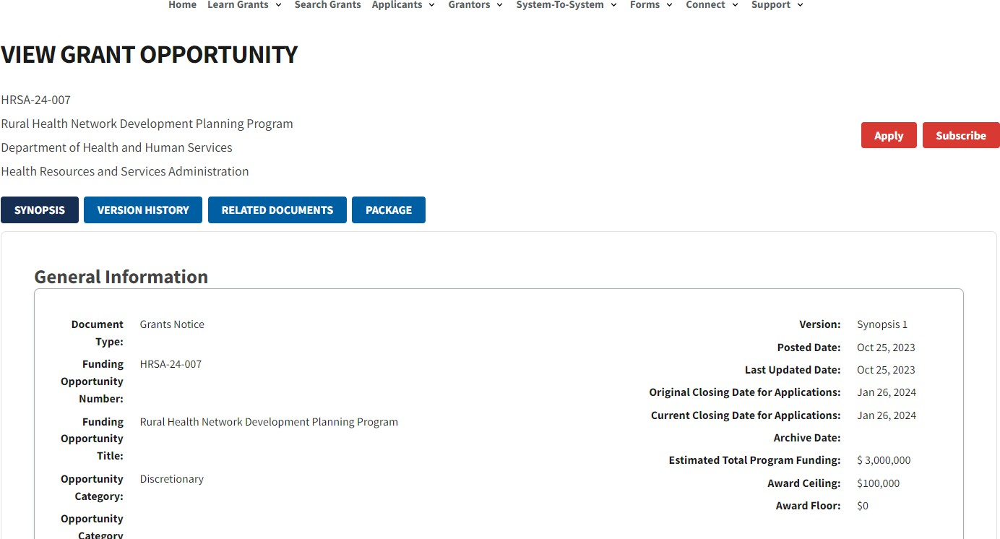 Home Learn Grants Search Grants Applicants Grantors System-To-System Forms Connect Support
VIEW GRANT OPPORTUNITY
HRSA-24-007
Rural Health Network Development Planning Program
Department of Health and Human Services
Health Resources and Services Administration
Apply Subscribe
SYNOPSIS VERSION HISTORY RELATED DOCUMENTS PACKAGE
General Information
Document
Type:
Grants Notice
Funding
Opportunity
Number:
HRSA-24-007
Funding
Opportunity
Title:
Rural Health Network Development Planning Program
Opportunity
Category:
Discretionary
Opportunity
Category
Version: Synopsis 1
Posted Date: Oct 25, 2023
Last Updated Date: Oct 25, 2023
Original Closing Date for Applications: Jan 26, 2024
Current Closing Date for Applications: Jan 26, 2024
Archive Date:
Estimated Total Program Funding: $ 3,000,000
Award Ceiling: $100,000
Award Floor: $0